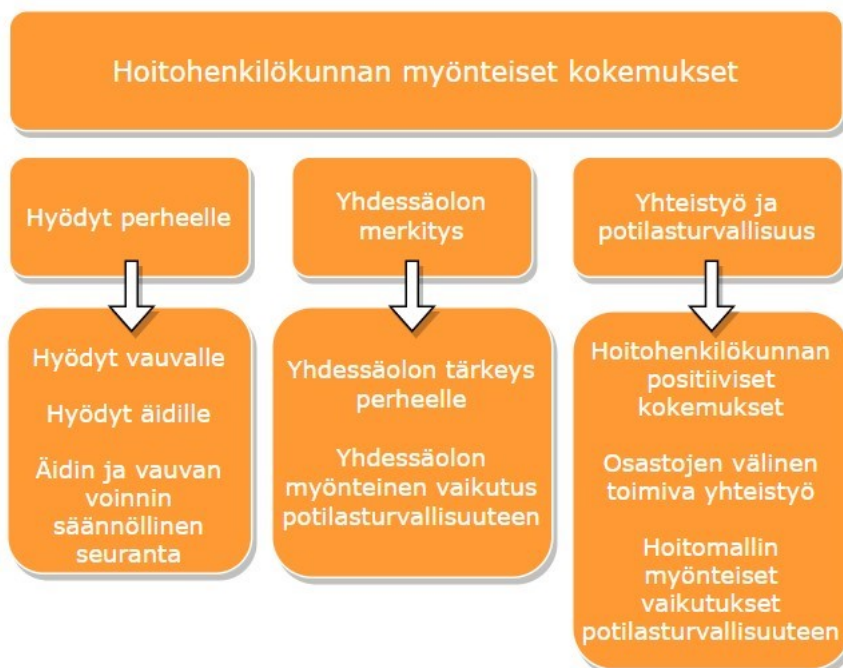 Hoitohenkilökunnan myönteiset kokemukset
Hyödyt perheelle
Yhdessäolon
merkitys
Yhteistyö ja
potilasturvallisuus
Hyödyt vauvalle
Hyödyt äidille
Äidin ja vauvan
voinnin
säännöllinen
seuranta
Yhdessäolon tärkeys
perheelle
Yhdessäolon
myönteinen vaikutus
potilasturvallisuuteen
Hoitohenkilökunnan
positiiviset
kokemukset
Osastojen välinen
toimiva yhteistyö
Hoitomallin
myönteiset
vaikutukset
potilasturvallisuuteen